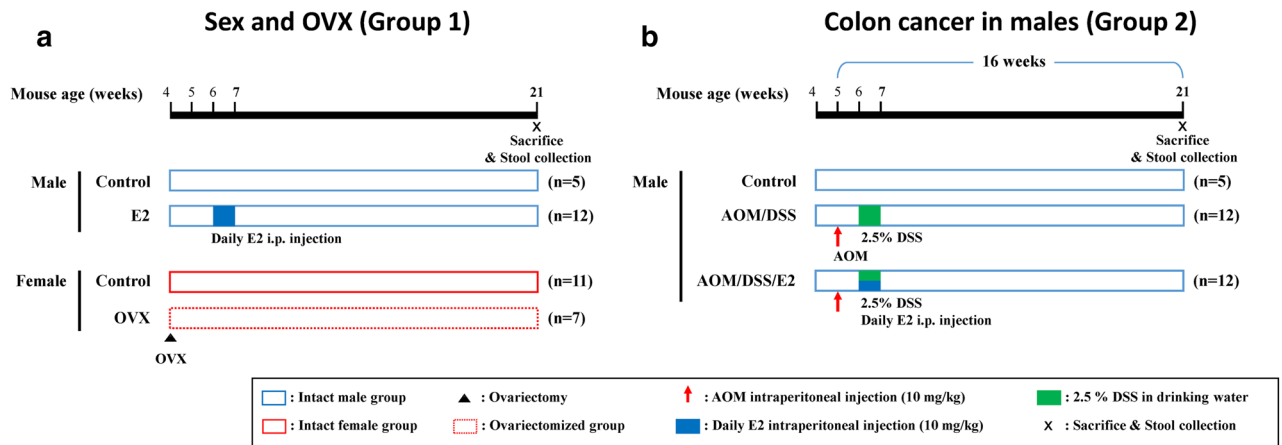 a
Sex and OVX (Group 1)
Mouse age (weeks)
4 5 6 7 21
X
Sacrifice
& Stool collection
Male
Control
(n=5)
E2
(n=12)
Daily E2 i.p. injection
Female
Control
(n=11)
OVX
(n=7)
OVX
b
Colon cancer in males (Group 2)
16 weeks
Mouse age (weeks)
4 5 6 7 21
X
Sacrifice
& Stool collection
Male
Control
(n=5)
AOM/DSS
(n=12)
2.5% DSS
AOM
AOM/DSS/E2
(n=12)
2.5% DSS
Daily E2 i.p. injection
: Intact male group
: Ovariectomy
: AOM intraperitoneal injection (10 mg/kg)
: 2.5 % DSS in drinking water
: Intact female group
: Ovariectomized group
: Daily E2 intraperitoneal injection (10 mg/kg)
X : Sacrifice & Stool collection